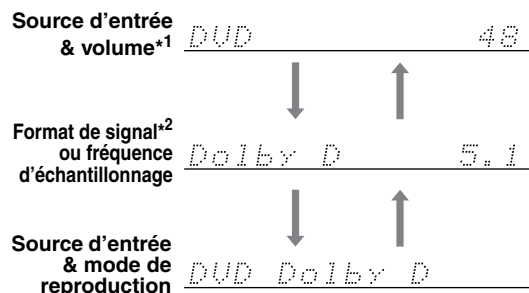 Source d'entrée
& volume*1
DVD 48
Format de signal*2
ou fréquence
d'échantillonnage
Dolby D 5.1
Source d'entrée
& mode de
reproduction
DVD Dolby D